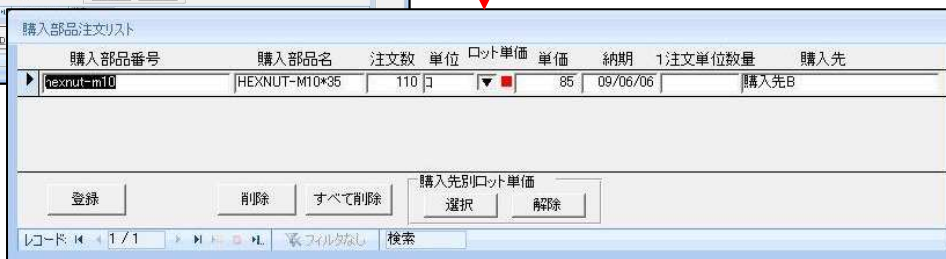 購入部品注文リスト
購入部品番号 購入部品名 注文数 単位 ロット単価 単価 納期 1注文単位数量 購入先
hexnut-m10 HEXNUT-M10*35 110 コ ▼ ■ 85 09/06/06 購入先B
購入先別ロット単価
登録 削除 すべて削除 選択 解除
レコード: 1 / 1 フィルタなし 検索